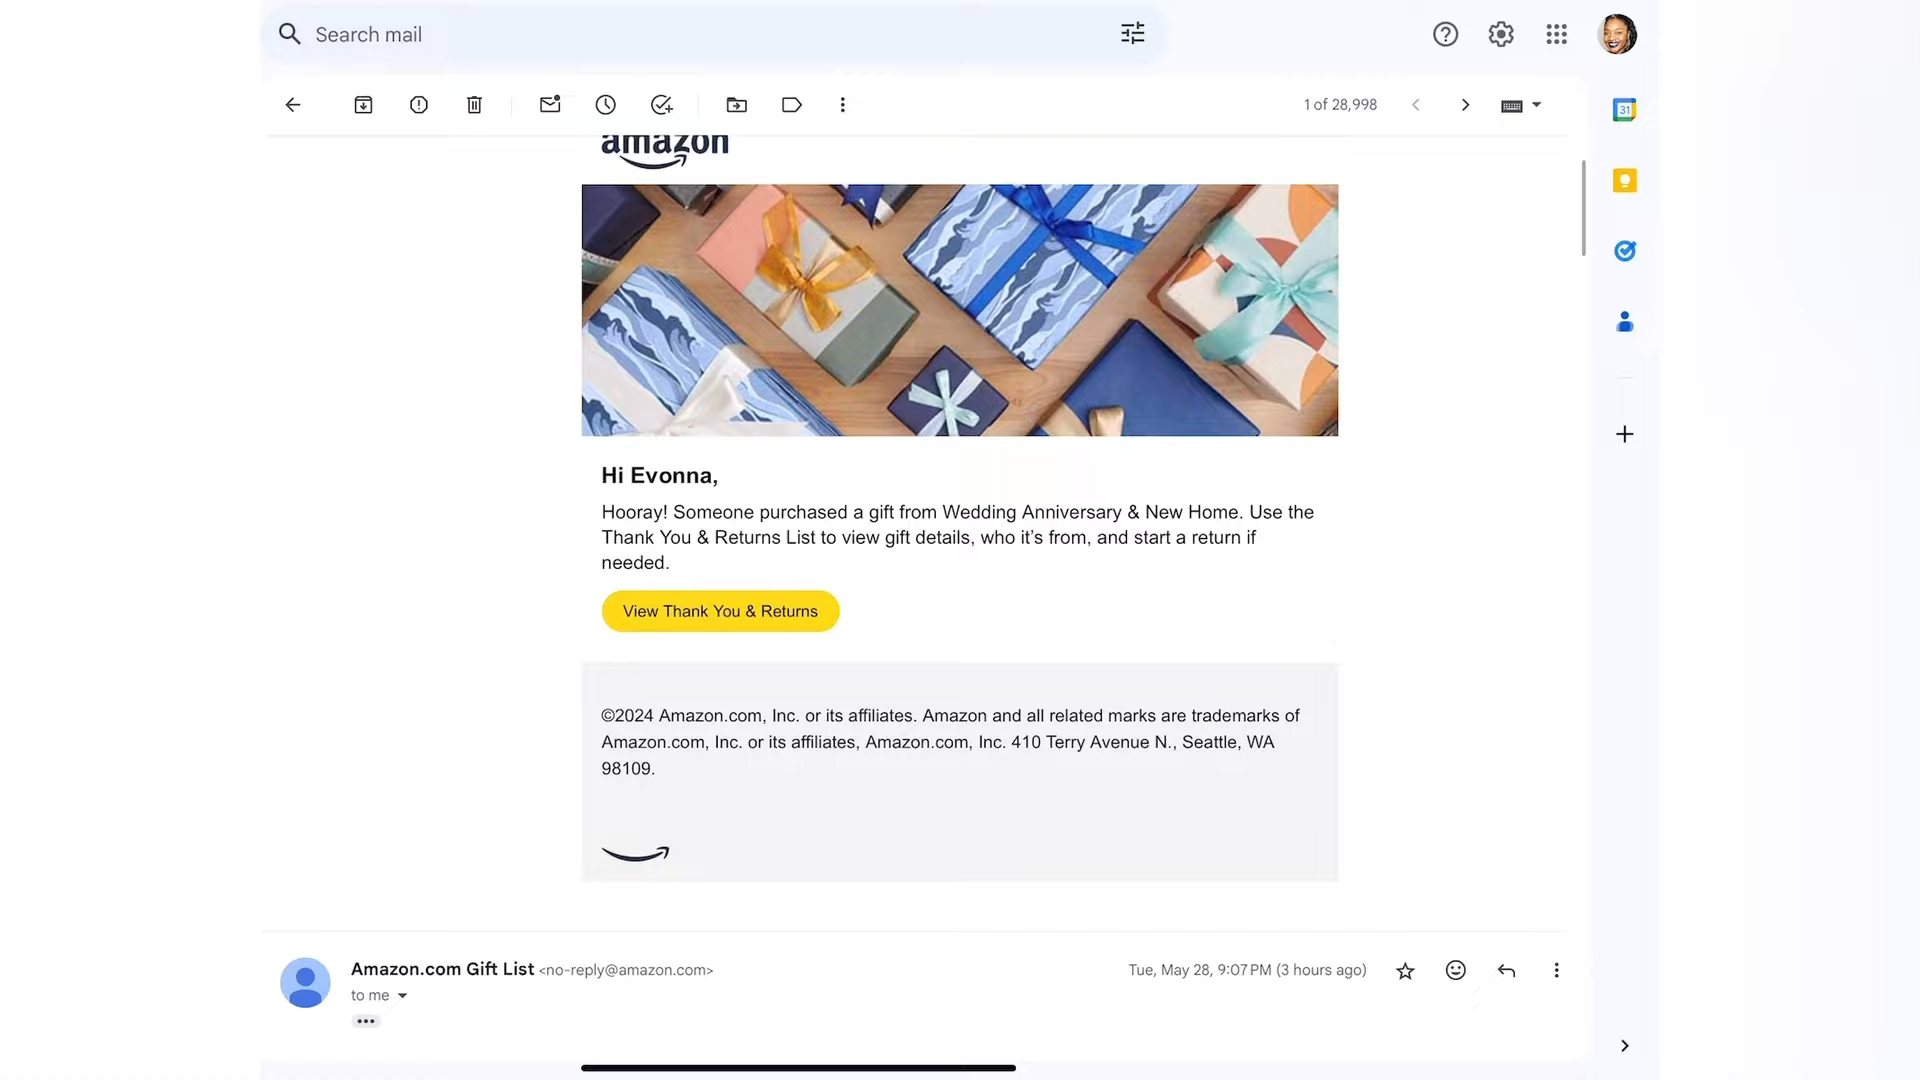 Search mail
1 of 28,998
31
amazon
Hi Evonna,
Hooray! Someone purchased a gift from Wedding Anniversary & New Home. Use the
Thank You & Returns List to view gift details, who it's from, and start a return if
needed.
View Thank You & Returns
©2024 Amazon.com, Inc. or its affiliates. Amazon and all related marks are trademarks of
Amazon.com, Inc. or its affiliates, Amazon.com, Inc. 410 Terry Avenue N., Seattle, WA
98109.
Amazon.com Gift List <no-reply@amazon.com> Tue, May 28, 9:07 PM (3 hours ago)
to me